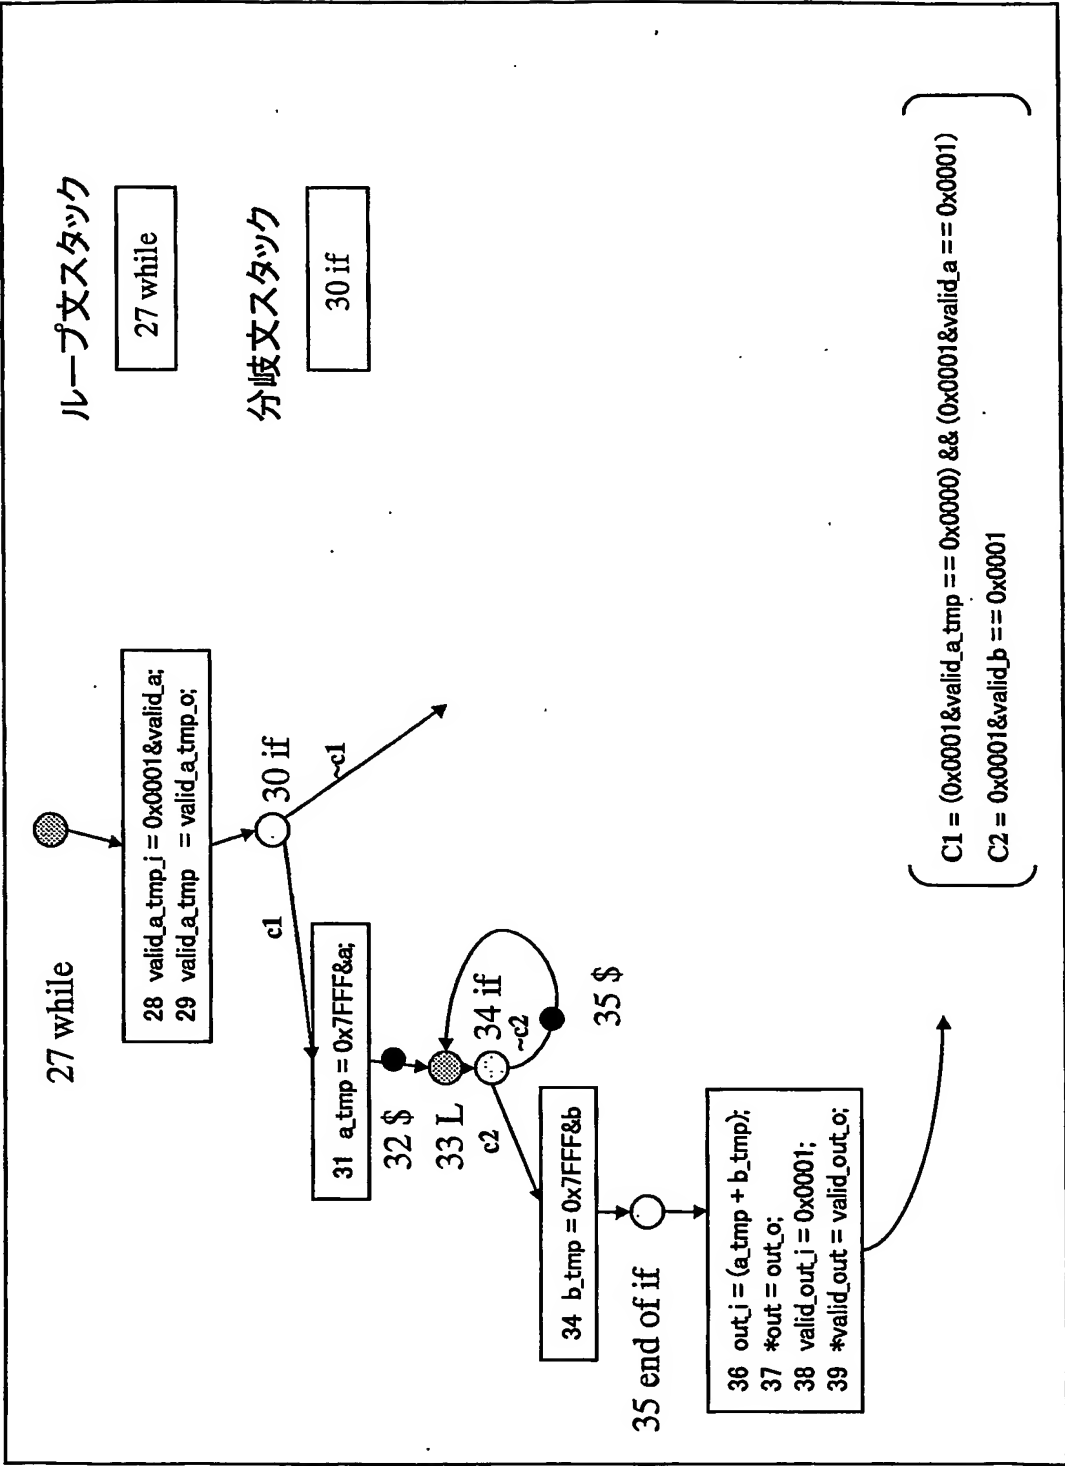 27 while
28 valid_a_tmp_i = 0x0001&valid_a;
29 valid_a_tmp = valid_a_tmp_o;
30 if
c1
~c1
31 a_tmp = 0x7FFF&a;
32 $
33 L
34 if
c2
~c2
35 $
34 b_tmp = 0x7FFF&b
35 end of if
36 out_i = (a_tmp + b_tmp);
37 *out = out_o;
38 valid_out_i = 0x0001;
39 *valid_out = valid_out_o;
ループ文スタック
27 while
分岐文スタック
30 if
C1 = (0x0001&valid_a_tmp == 0x0000) && (0x0001&valid_a == 0x0001)
C2 = 0x0001&valid_b == 0x0001